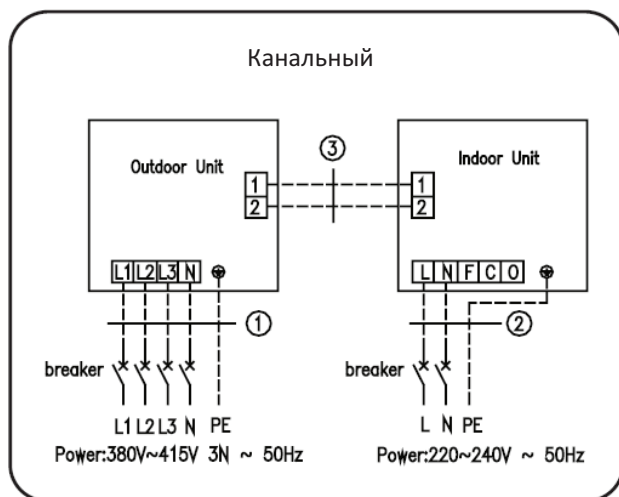 Канальный
Outdoor Unit
1
2
3
Indoor Unit
1
2
L1 L2 L3 N
L N F C O
1
2
breaker
breaker
L1 L2 L3 N PE
L N PE
Power:380V~415V 3N ~ 50Hz
Power:220~240V ~ 50Hz